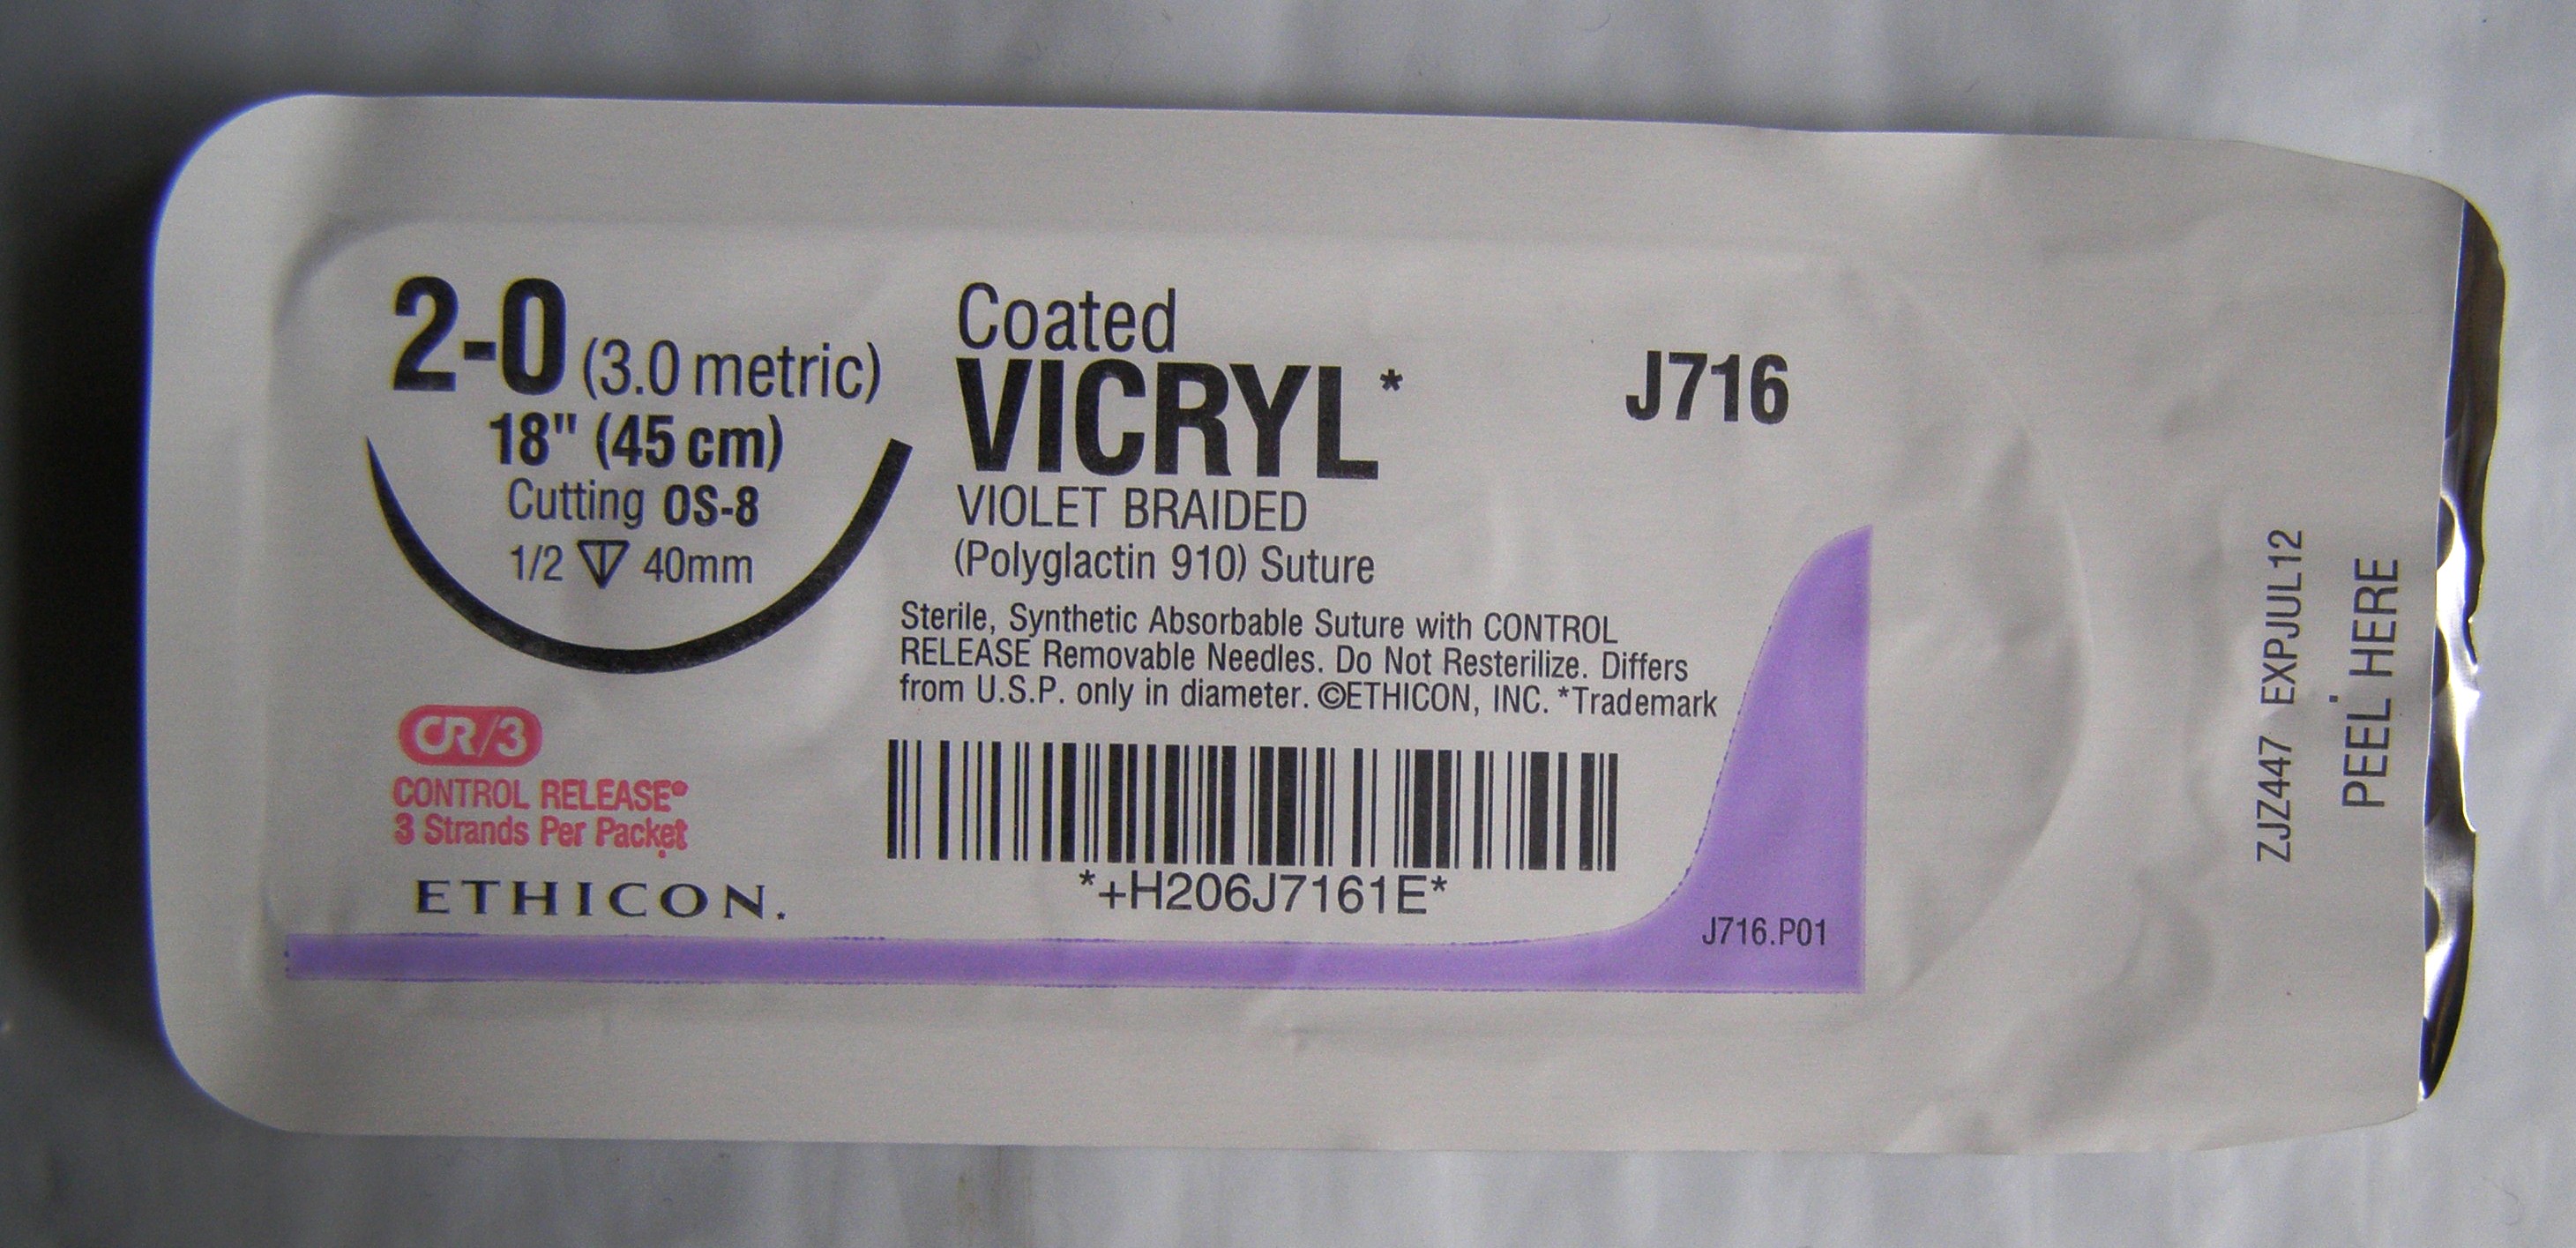 2-0 (3.0 metric)
18" (45 cm)
Cutting OS-8
1/2 40mm
CR/3
CONTROL RELEASE®
3 Strands Per Packet
ETHICON.
Coated
VICRYL*
VIOLET BRAIDED
(Polyglactin 910) Suture
J716
Sterile, Synthetic Absorbable Suture with CONTROL
RELEASE Removable Needles. Do Not Resterilize. Differs
from U.S.P. only in diameter. ©ETHICON, INC. *Trademark
*+H206J7161E*
J716.P01
ZJZ447 EXPJUL12
PEEL HERE